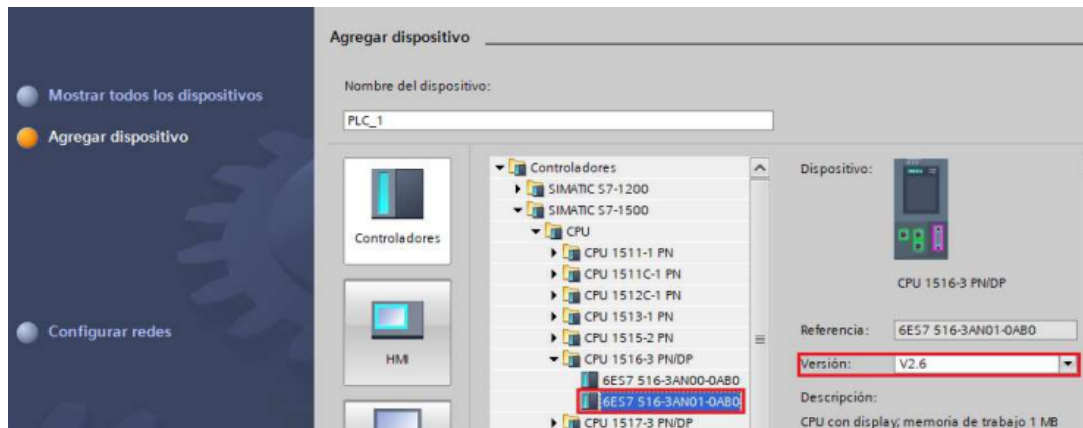 Agregar dispositivo
Mostrar todos los dispositivos
Agregar dispositivo
Configurar redes
Nombre del dispositivo:
PLC_1
Controladores
HMI
Controladores
SIMATIC S7-1200
SIMATIC S7-1500
CPU
CPU 1511-1 PN
CPU 1511C-1 PN
CPU 1512C-1 PN
CPU 1513-1 PN
CPU 1515-2 PN
CPU 1516-3 PN/DP
6ES7 516-3AN00-0AB0
6ES7 516-3AN01-0AB0
CPU 1517-3 PN/DP
Dispositivo:
CPU 1516-3 PN/DP
Referencia: 6ES7 516-3AN01-0AB0
Versión: V2.6
Descripción:
CPU con display; memoria de trabajo 1 MB